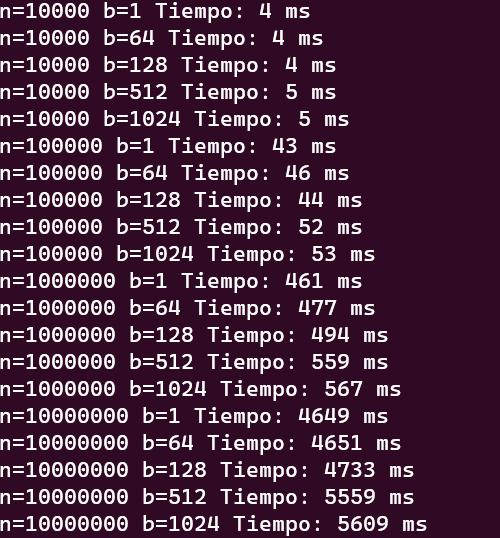 n=10000 b=1 Tiempo: 4 ms
n=10000 b=64 Tiempo: 4 ms
n=10000 b=128 Tiempo: 4 ms
n=10000 b=512 Tiempo: 5 ms
n=10000 b=1024 Tiempo: 5 ms
n=100000 b=1 Tiempo: 43 ms
n=100000 b=64 Tiempo: 46 ms
n=100000 b=128 Tiempo: 44 ms
n=100000 b=512 Tiempo: 52 ms
n=100000 b=1024 Tiempo: 53 ms
n=1000000 b=1 Tiempo: 461 ms
n=1000000 b=64 Tiempo: 477 ms
n=1000000 b=128 Tiempo: 494 ms
n=1000000 b=512 Tiempo: 559 ms
n=1000000 b=1024 Tiempo: 567 ms
n=10000000 b=1 Tiempo: 4649 ms
n=10000000 b=64 Tiempo: 4651 ms
n=10000000 b=128 Tiempo: 4733 ms
n=10000000 b=512 Tiempo: 5559 ms
n=10000000 b=1024 Tiempo: 5609 ms